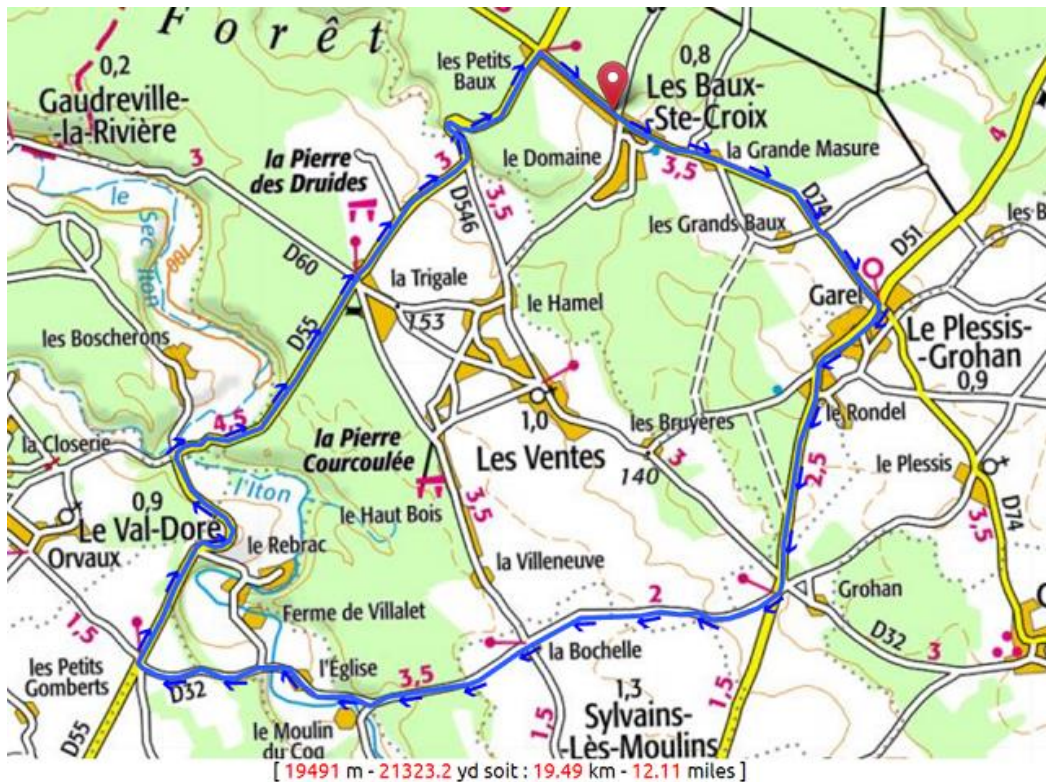 Forêt
les Petits
Baux
0,8
Les Baux-
-Ste-Croix
0,2
Gaudreville-
-la-Rivière
4
3
la Pierre
des Druides
3
le Domaine
3,5
la Grande Masure
le
Sec Iton
100
D60
D546
3,5
les Grands Baux
D74
D51
les B
la Trigale
le Hamel
Garel
153
D55
les Boscherons
Le Plessis-
-Grohan
0,9
4,5
la Closerie
la Pierre
Courcoulée
1,0
Les Ventes
les Bruyères
le Rondel
140
3
le Plessis
2,5
0,9
Le Val-Doré
Orvaux
l'Iton
le Haut Bois
3,5
D74
3,5
le Rebrac
la Villeneuve
Ferme de Villalet
2
Grohan
1,5
les Petits
Gomberts
l'Église
D32
3,5
la Bochelle
D32
3
D55
le Moulin
du Coq
1,5
1,3
Sylvains-
-Lès-Moulins
1,5
[ 19491 m - 21323.2 yd soit : 19.49 km - 12.11 miles ]